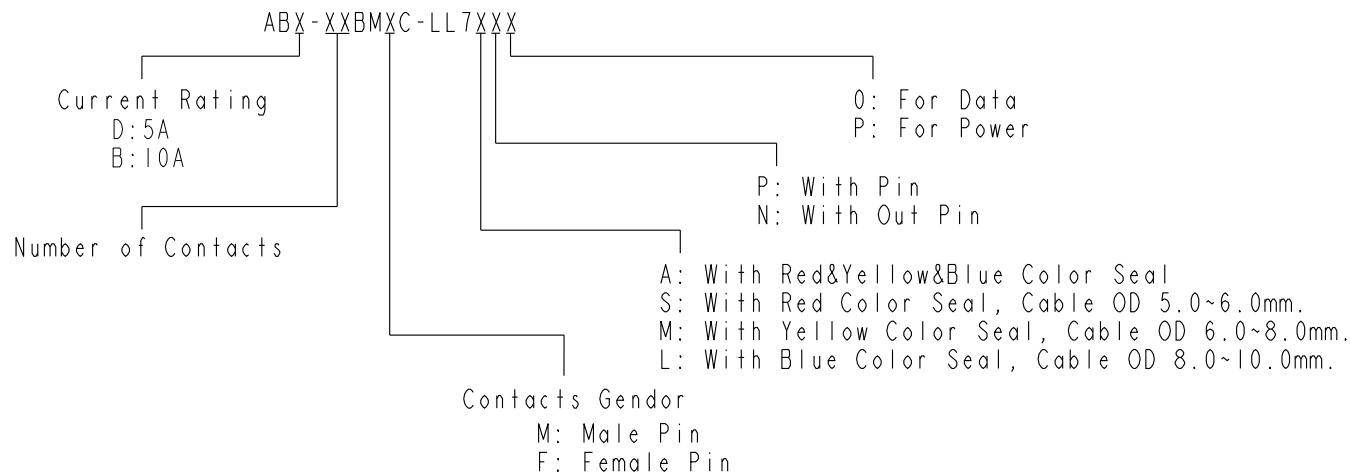 ABX-XXBMXC-LL7XXX
Current Rating
D:5A
B:10A
Number of Contacts
O: For Data
P: For Power
P: With Pin
N: With Out Pin
A: With Red&Yellow&Blue Color Seal
S: With Red Color Seal, Cable OD 5.0~6.0mm.
M: With Yellow Color Seal, Cable OD 6.0~8.0mm.
L: With Blue Color Seal, Cable OD 8.0~10.0mm.
Contacts Gendor
M: Male Pin
F: Female Pin